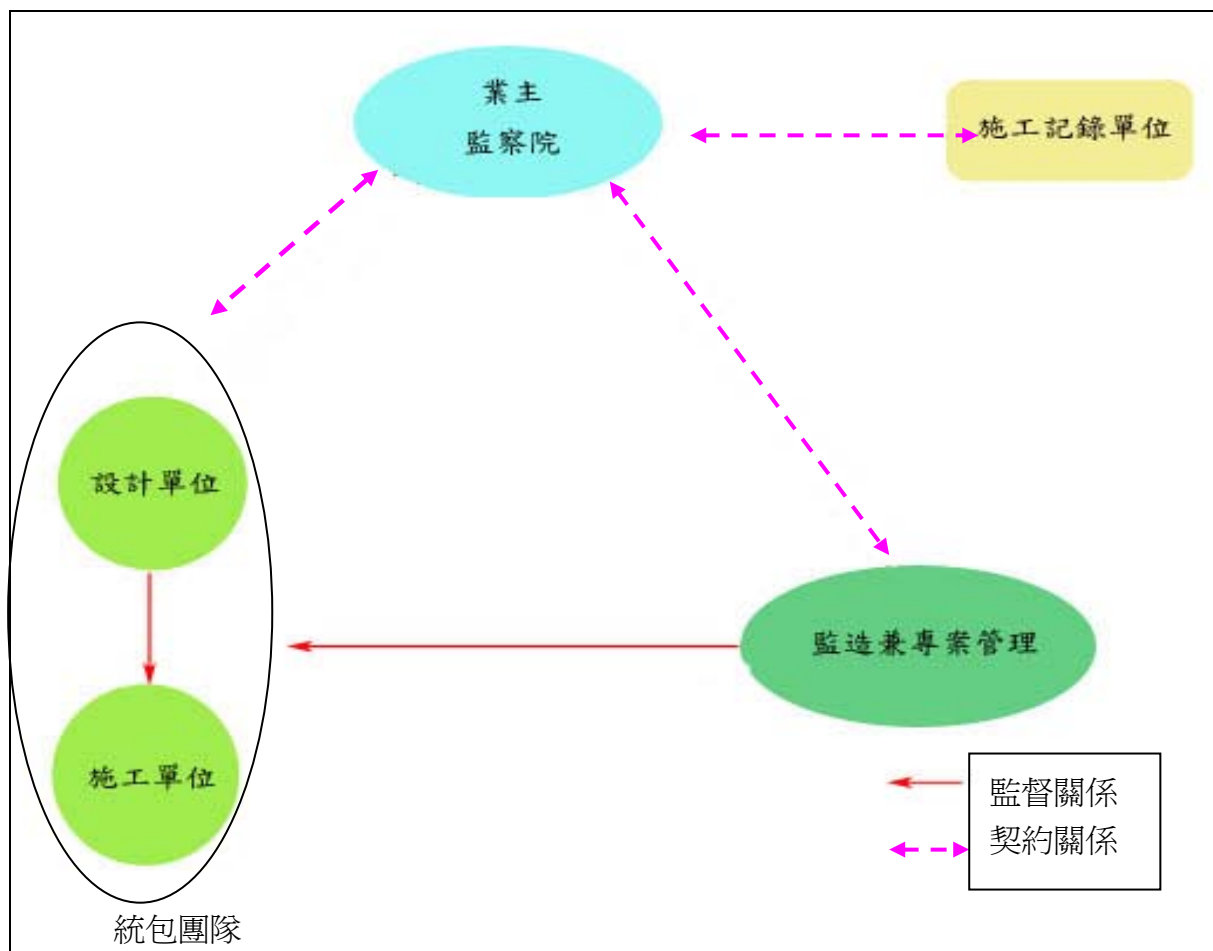 業主
監察院
施工記錄單位
設計單位
監造兼專案管理
施工單位
監督關係
契約關係
統包團隊